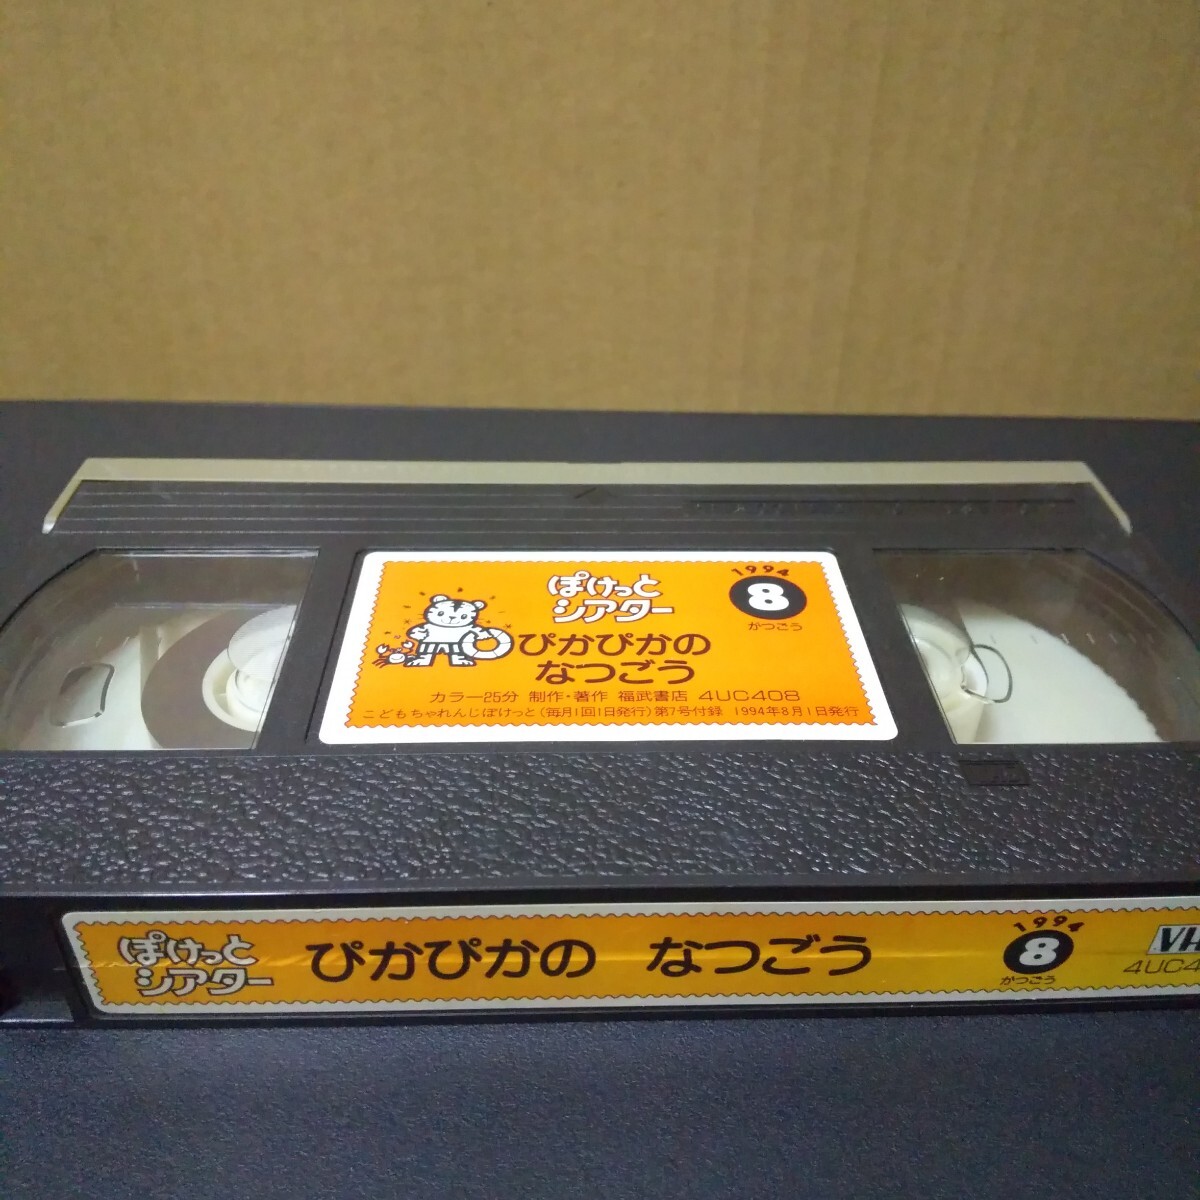 ぽけっと
シアター
1994
8
がつごう
ぴかぴかの
なつごう
カラー25分 制作・著作 福武書店 4UC408
こどもちゃれんじぽけっと(毎月1回1日発行)第7号付録 1994年8月1日発行
ぽけっと
シアター
ぴかぴかの なつごう
1994
8
がつごう
VH
4UC4